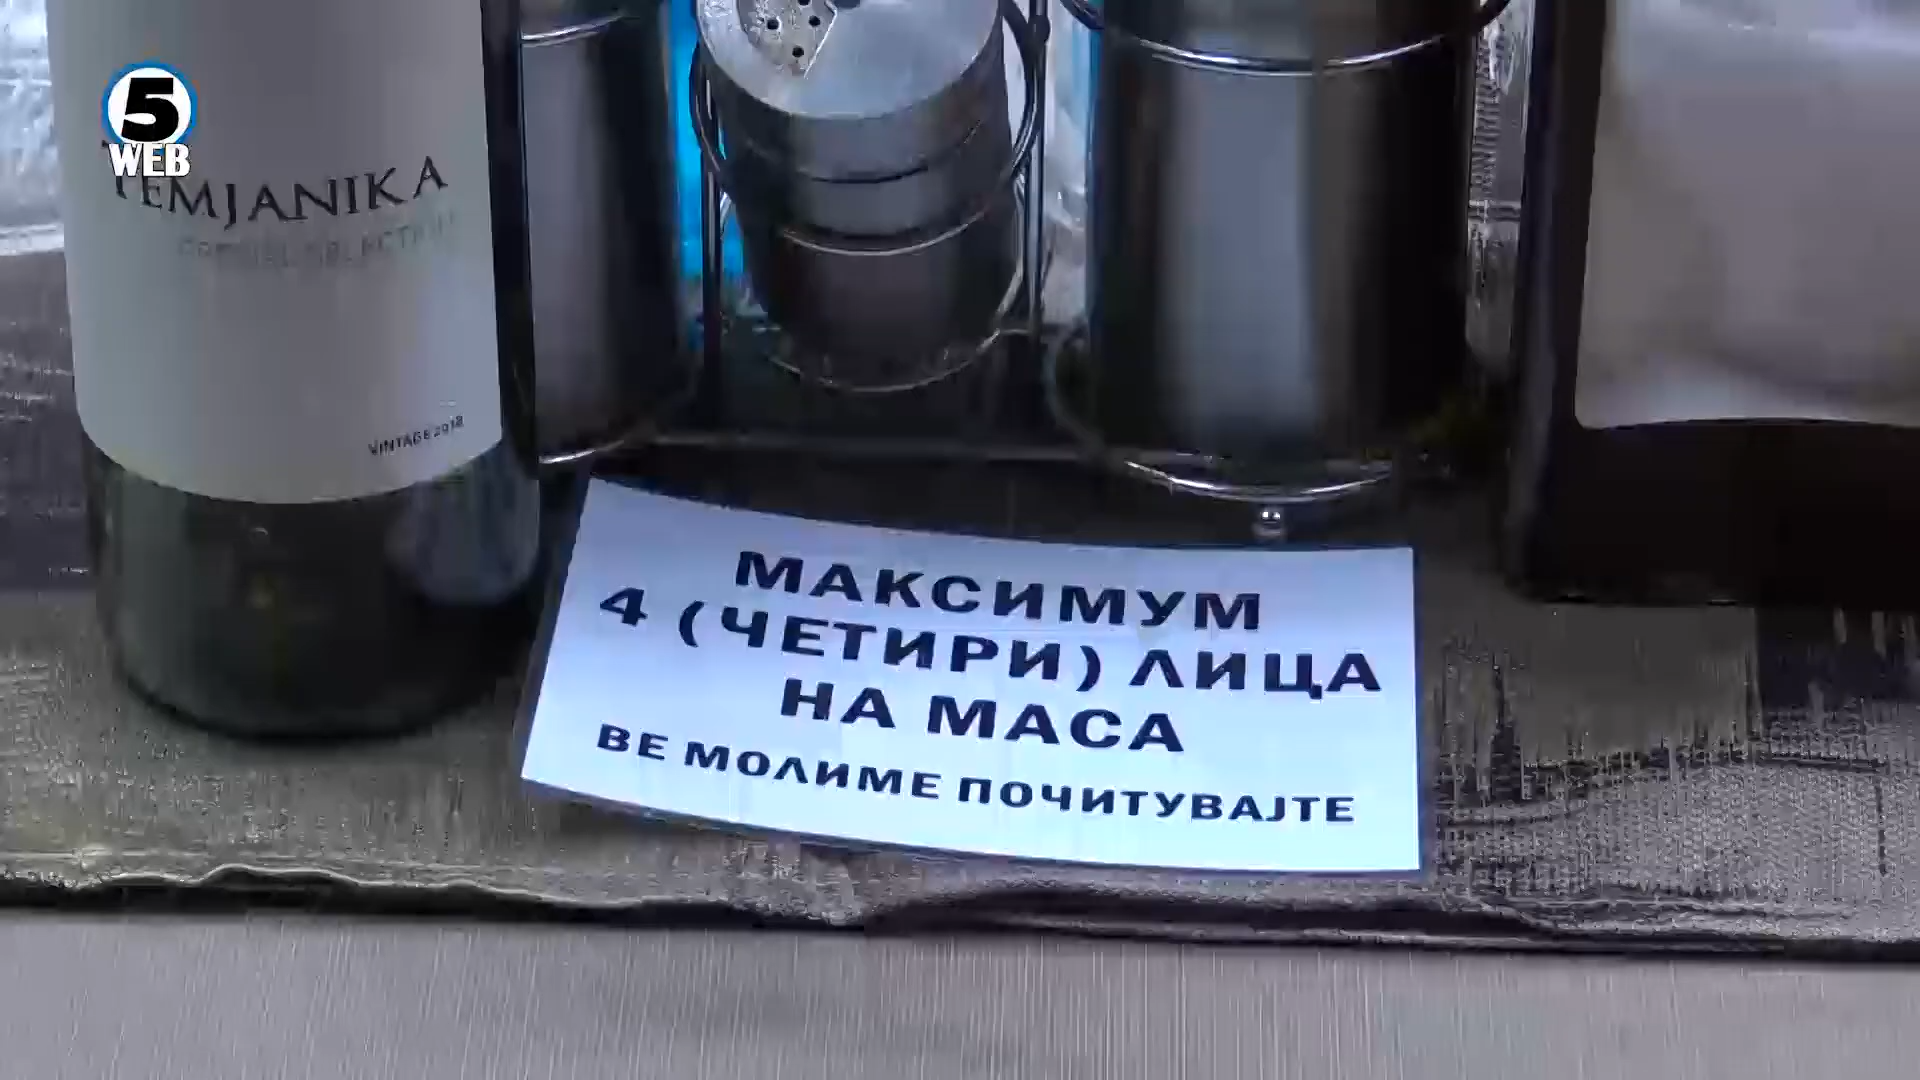 5
WEB
TEMJANIKA
VINTAGE 2018
МАКСИМУМ
4 (ЧЕТИРИ) ЛИЦА
НА МАСА
ВЕ МОЛИМЕ ПОЧИТУВАЈТЕ